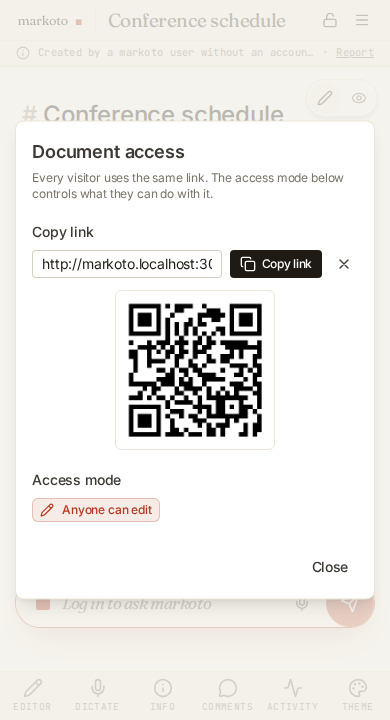 markoto
Conference schedule
Created by a markoto user without an accoun… · Report
# Conference schedule
Document access
Every visitor uses the same link. The access mode below
controls what they can do with it.
Copy link
http://markoto.localhost:30
Copy link
Access mode
Anyone can edit
Close
Log in to ask markoto
EDITOR
DICTATE
INFO
COMMENTS
ACTIVITY
THEME